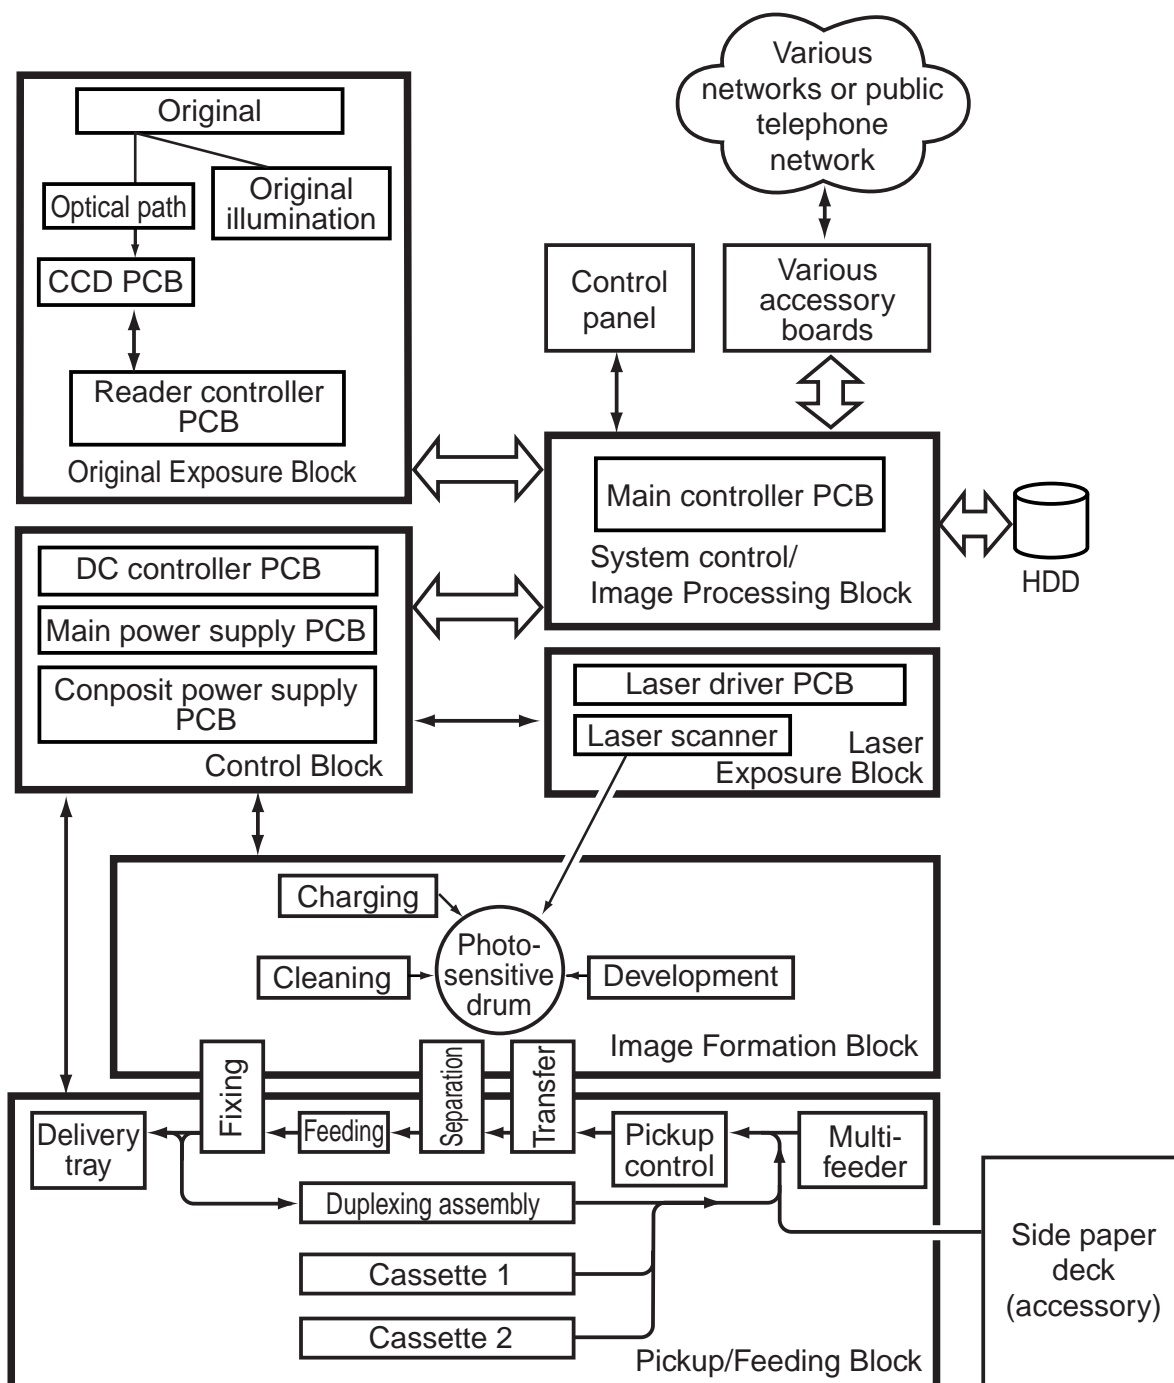 Various
networks or public
telephone
network
Original
Original
illumination
Optical path
CCD PCB
Reader controller
PCB
Original Exposure Block
Control
panel
Various
accessory
boards
Main controller PCB
System control/
Image Processing Block
HDD
DC controller PCB
Main power supply PCB
Conposit power supply
PCB
Control Block
Laser driver PCB
Laser scanner
Laser
Exposure Block
Charging
Photo-
sensitive
drum
Cleaning
Development
Image Formation Block
Fixing
Separation
Transfer
Delivery
tray
Feeding
Pickup
control
Multi-
feeder
Duplexing assembly
Cassette 1
Cassette 2
Pickup/Feeding Block
Side paper
deck
(accessory)